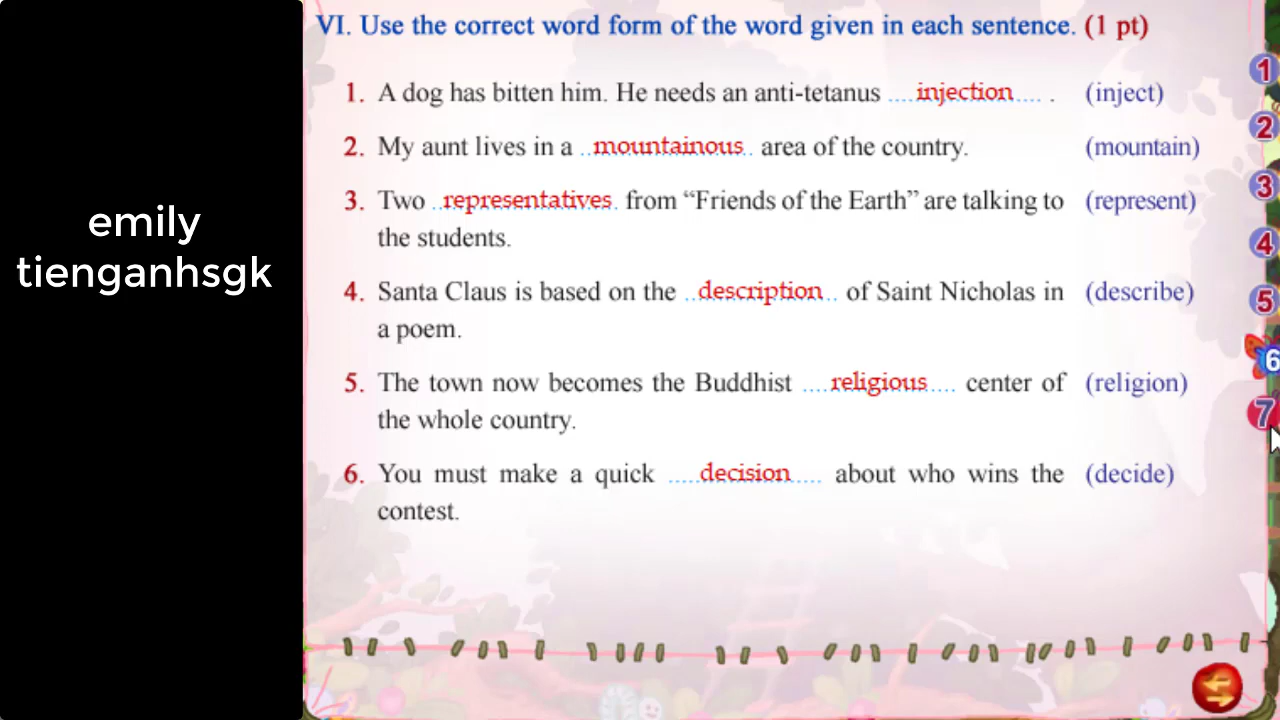 emily
tienganhsgk
VI. Use the correct word form of the word given in each sentence. (1 pt)
1. A dog has bitten him. He needs an anti-tetanus ....injection.... . (inject)
2. My aunt lives in a ..mountainous.. area of the country. (mountain)
3. Two ..representatives. from “Friends of the Earth” are talking to (represent)
the students.
4. Santa Claus is based on the ..description.. of Saint Nicholas in (describe)
a poem.
5. The town now becomes the Buddhist ....religious.... center of (religion)
the whole country.
6. You must make a quick .....decision..... about who wins the (decide)
contest.
1
2
3
4
5
6
7